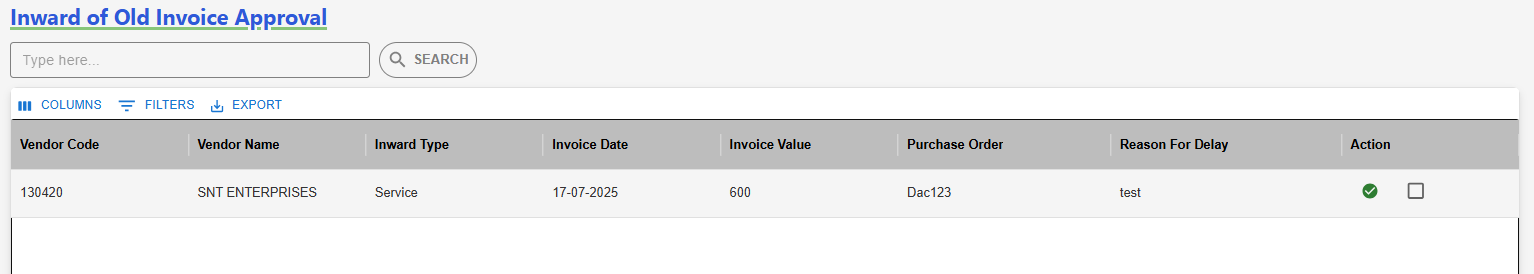 Inward of Old Invoice Approval
Type here...
SEARCH
COLUMNS FILTERS EXPORT
Vendor Code Vendor Name Inward Type Invoice Date Invoice Value Purchase Order Reason For Delay Action
130420 SNT ENTERPRISES Service 17-07-2025 600 Dac123 test